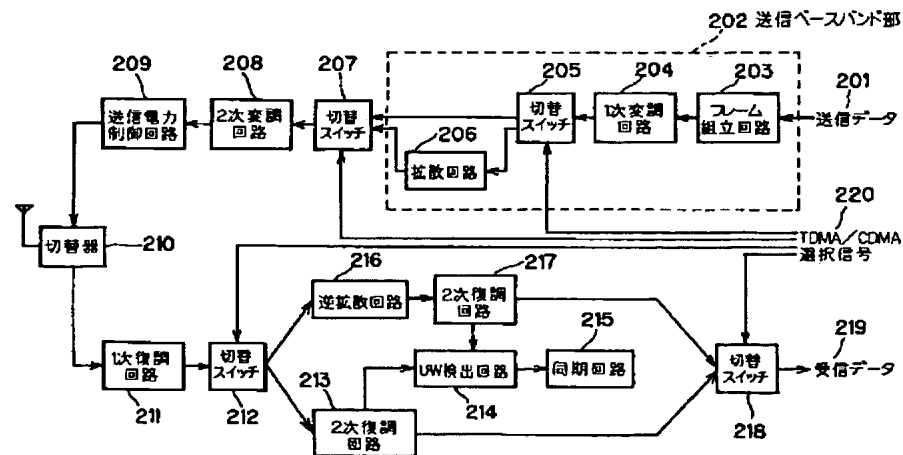 202 送信ベースバンド部
209
208
207
205
204
203
201
送信電力
制御回路
2次変調
回路
切替
スイッチ
切替
スイッチ
1次変調
回路
フレーム
組立回路
送信データ
206
拡散回路
220
TDMA/CDMA
選択信号
切替器
210
216
217
逆拡散回路
2次復調
回路
215
219
1次復調
回路
211
切替
スイッチ
212
UW検出回路
214
同期回路
切替
スイッチ
218
受信データ
213
2次復調
回路